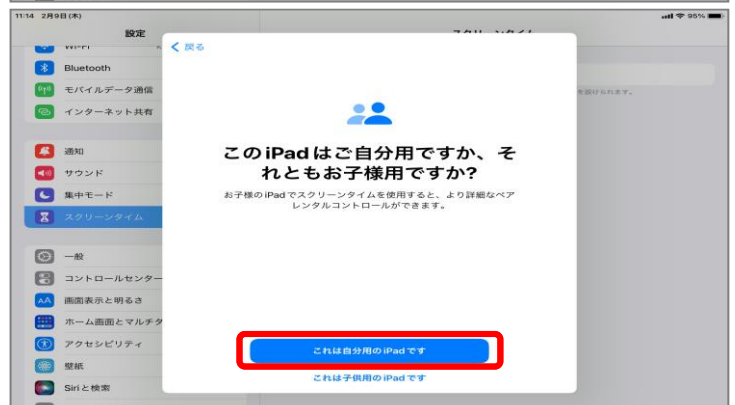 11:14 2月9日(木)
95%
設定
戻る
Bluetooth
モバイルデータ通信
インターネット共有
を設けられます。
通知
サウンド
集中モード
スクリーンタイム
一般
コントロールセンター
画面表示と明るさ
ホーム画面とマルチタ
アクセシビリティ
壁紙
Siriと検索
このiPadはご自分用ですか、そ
れともお子様用ですか?
お子様のiPadでスクリーンタイムを使用すると、より詳細なペア
レンタルコントロールができます。
これは自分用のiPadです
これは子供用のiPadです